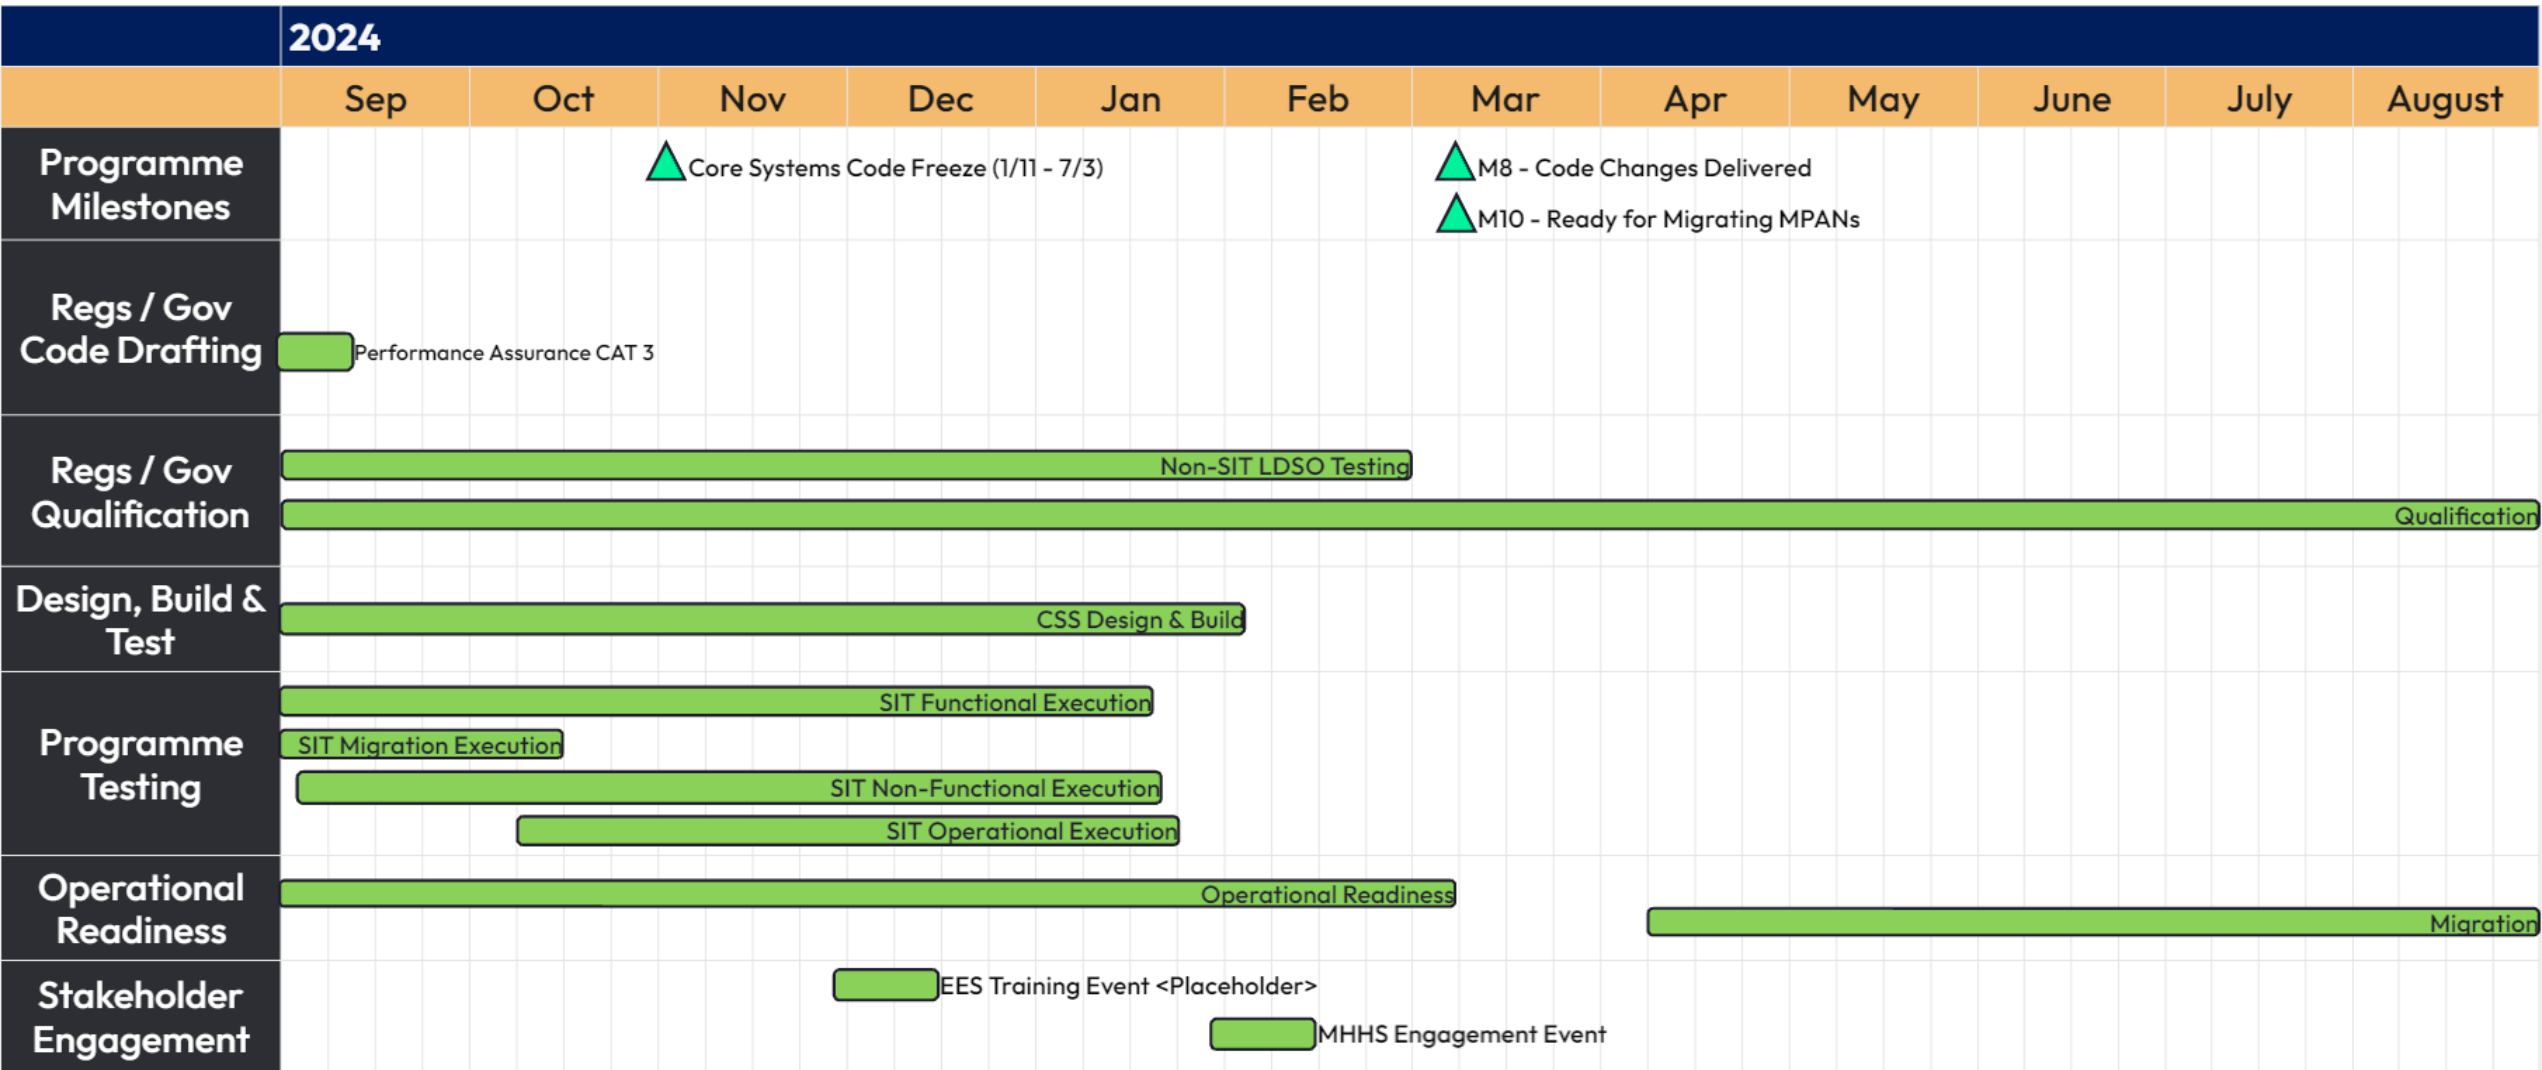 2024
Sep Oct Nov Dec Jan Feb Mar Apr May June July August
Programme
Milestones
Core Systems Code Freeze (1/11 - 7/3)
M8 - Code Changes Delivered
M10 - Ready for Migrating MPANs
Regs / Gov
Code Drafting
Performance Assurance CAT 3
Regs / Gov
Qualification
Non-SIT LDSO Testing
Qualification
Design, Build &
Test
CSS Design & Build
Programme
Testing
SIT Functional Execution
SIT Migration Execution
SIT Non-Functional Execution
SIT Operational Execution
Operational
Readiness
Operational Readiness
Migration
Stakeholder
Engagement
EES Training Event <Placeholder>
MHHS Engagement Event